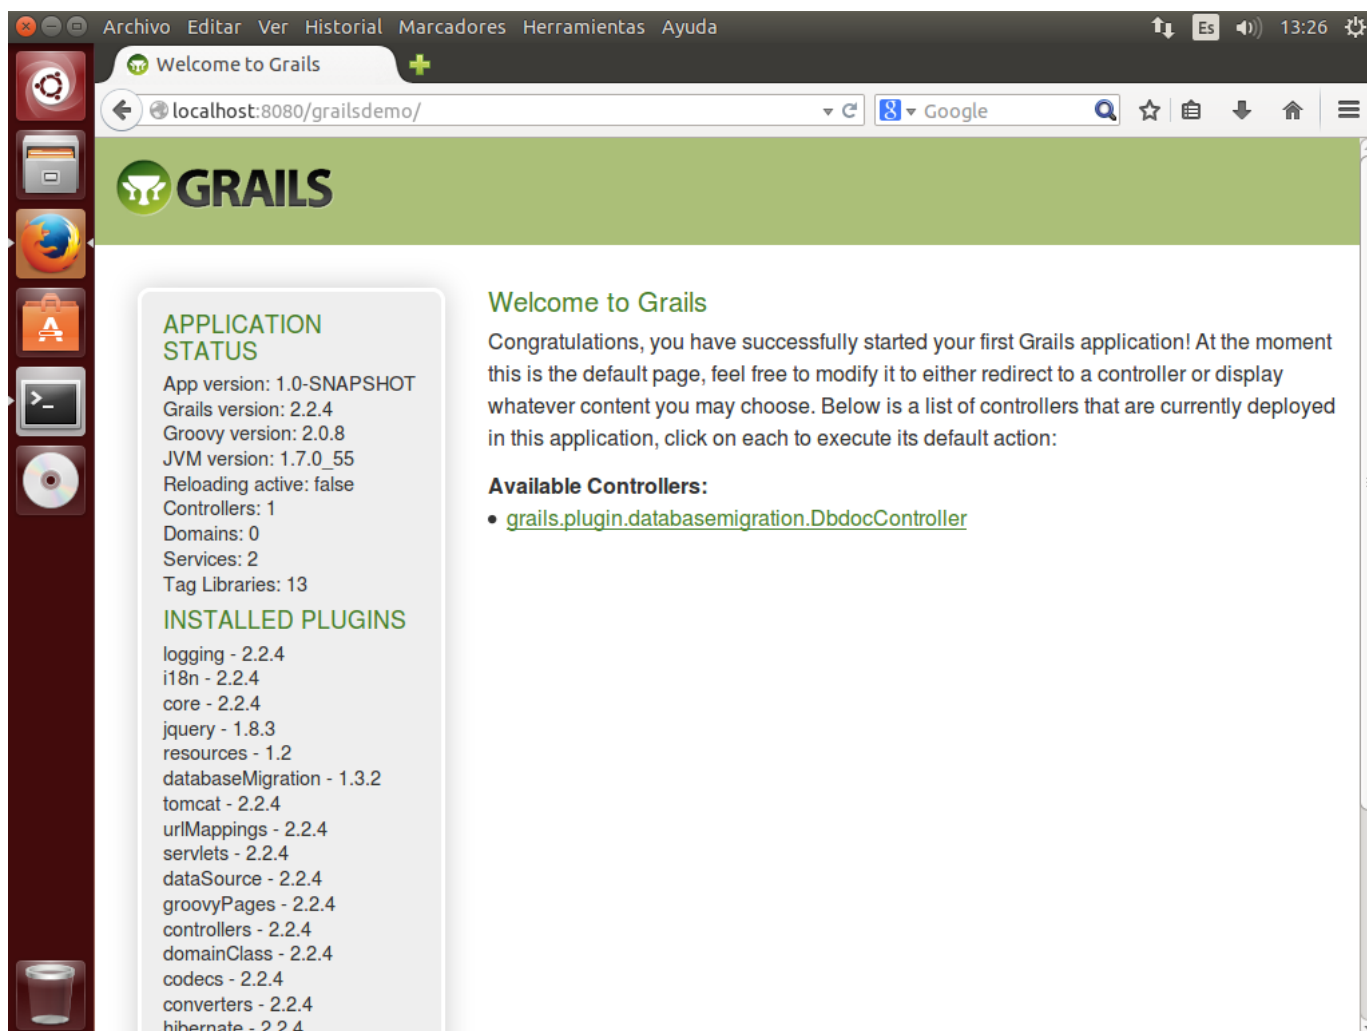 Archivo Editar Ver Historial Marcadores Herramientas Ayuda
Es
13:26
Welcome to Grails
localhost:8080/grailsdemo/
8
Google
GRAILS
APPLICATION
STATUS
App version: 1.0-SNAPSHOT
Grails version: 2.2.4
Groovy version: 2.0.8
JVM version: 1.7.0_55
Reloading active: false
Controllers: 1
Domains: 0
Services: 2
Tag Libraries: 13
INSTALLED PLUGINS
logging - 2.2.4
i18n - 2.2.4
core - 2.2.4
jquery - 1.8.3
resources - 1.2
databaseMigration - 1.3.2
tomcat - 2.2.4
urlMappings - 2.2.4
servlets - 2.2.4
dataSource - 2.2.4
groovyPages - 2.2.4
controllers - 2.2.4
domainClass - 2.2.4
codecs - 2.2.4
converters - 2.2.4
hibernate - 2.2.4
Welcome to Grails
Congratulations, you have successfully started your first Grails application! At the moment
this is the default page, feel free to modify it to either redirect to a controller or display
whatever content you may choose. Below is a list of controllers that are currently deployed
in this application, click on each to execute its default action:
Available Controllers:
grails.plugin.databasemigration.DbdocController